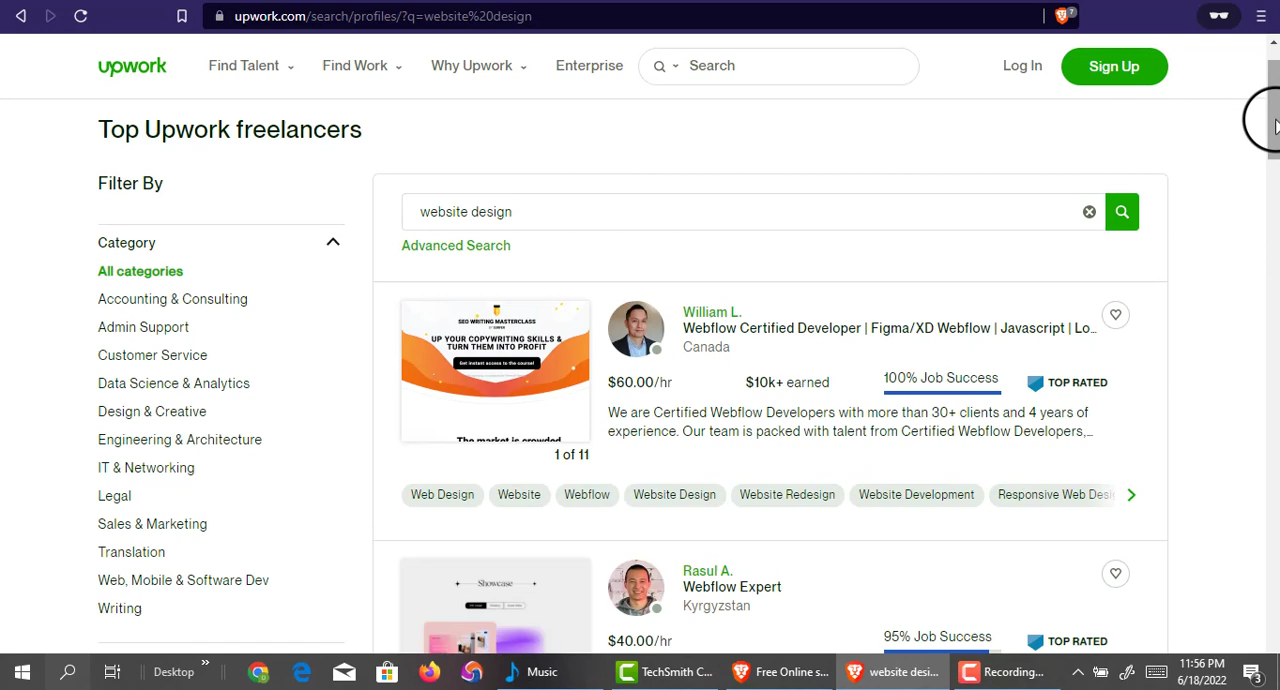 upwork.com/search/profiles/?q=website%20design
7
upwork
Find Talent
Find Work
Why Upwork
Enterprise
Search
Log In
Sign Up
Top Upwork freelancers
Filter By
Category
All categories
Accounting & Consulting
Admin Support
Customer Service
Data Science & Analytics
Design & Creative
Engineering & Architecture
IT & Networking
Legal
Sales & Marketing
Translation
Web, Mobile & Software Dev
Writing
website design
Advanced Search
SEO WRITING MASTERCLASS
UP YOUR COPYWRITING SKILLS &
TURN THEM INTO PROFIT
Get instant access to the course!
The market is crowded
1 of 11
William L.
Webflow Certified Developer | Figma/XD Webflow | Javascript | Lo...
Canada
$60.00/hr
$10k+ earned
100% Job Success
TOP RATED
We are Certified Webflow Developers with more than 30+ clients and 4 years of
experience. Our team is packed with talent from Certified Webflow Developers,...
Web Design
Website
Webflow
Website Design
Website Redesign
Website Development
Responsive Web Desi
Showcase
Rasul A.
Webflow Expert
Kyrgyzstan
$40.00/hr
95% Job Success
TOP RATED
Desktop
Music
TechSmith C...
Free Online s...
website desi...
Recording...
11:56 PM
6/18/2022
3